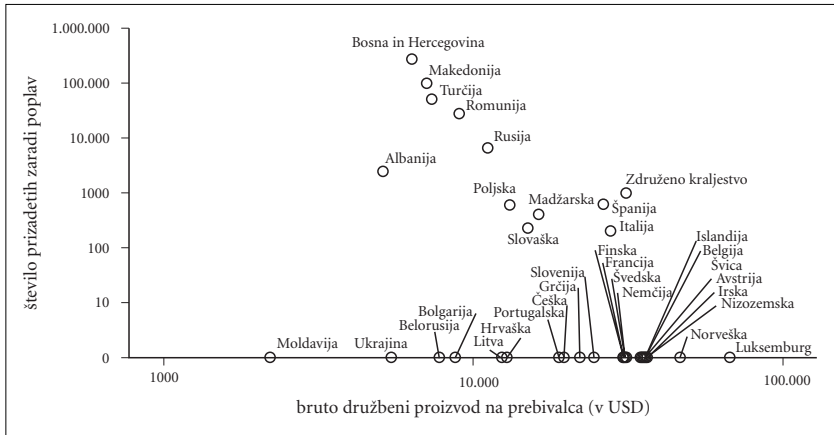 1.000.000
100.000
10.000
1000
100
10
0
število prizadetih zaradi poplav
Bosna in Hercegovina
Makedonija
Turčija
Romunija
Rusija
Albanija
Združeno kraljestvo
Poljska
Madžarska
Španija
Slovaška
Italija
Islandija
Finska
Belgija
Francija
Švica
Slovenija
Švedska
Avstrija
Grčija
Nemčija
Irska
Češka
Nizozemska
Bolgarija
Portugalska
Belorusija
Hrvaška
Norveška
Moldavija
Ukrajina
Litva
Luksemburg
1000
10.000
100.000
bruto družbeni proizvod na prebivalca (v USD)